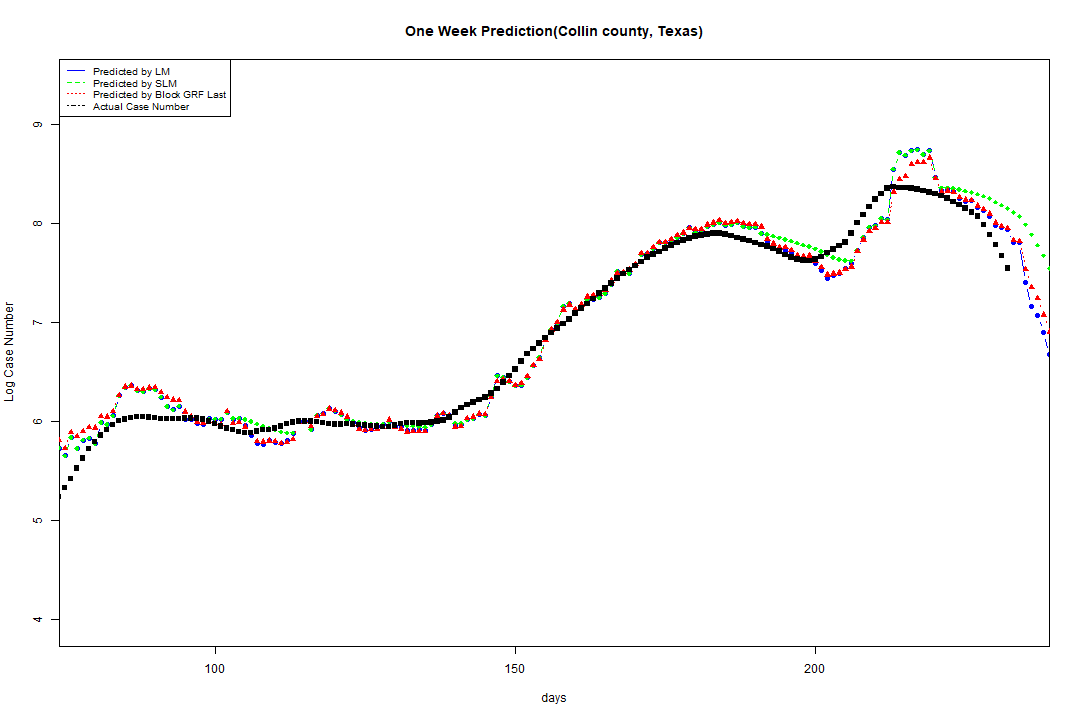 One Week Prediction(Collin county, Texas)
Predicted by LM
Predicted by SLM
Predicted by Block GRF Last
Actual Case Number
9
8
7
6
5
4
Log Case Number
100
150
200
days